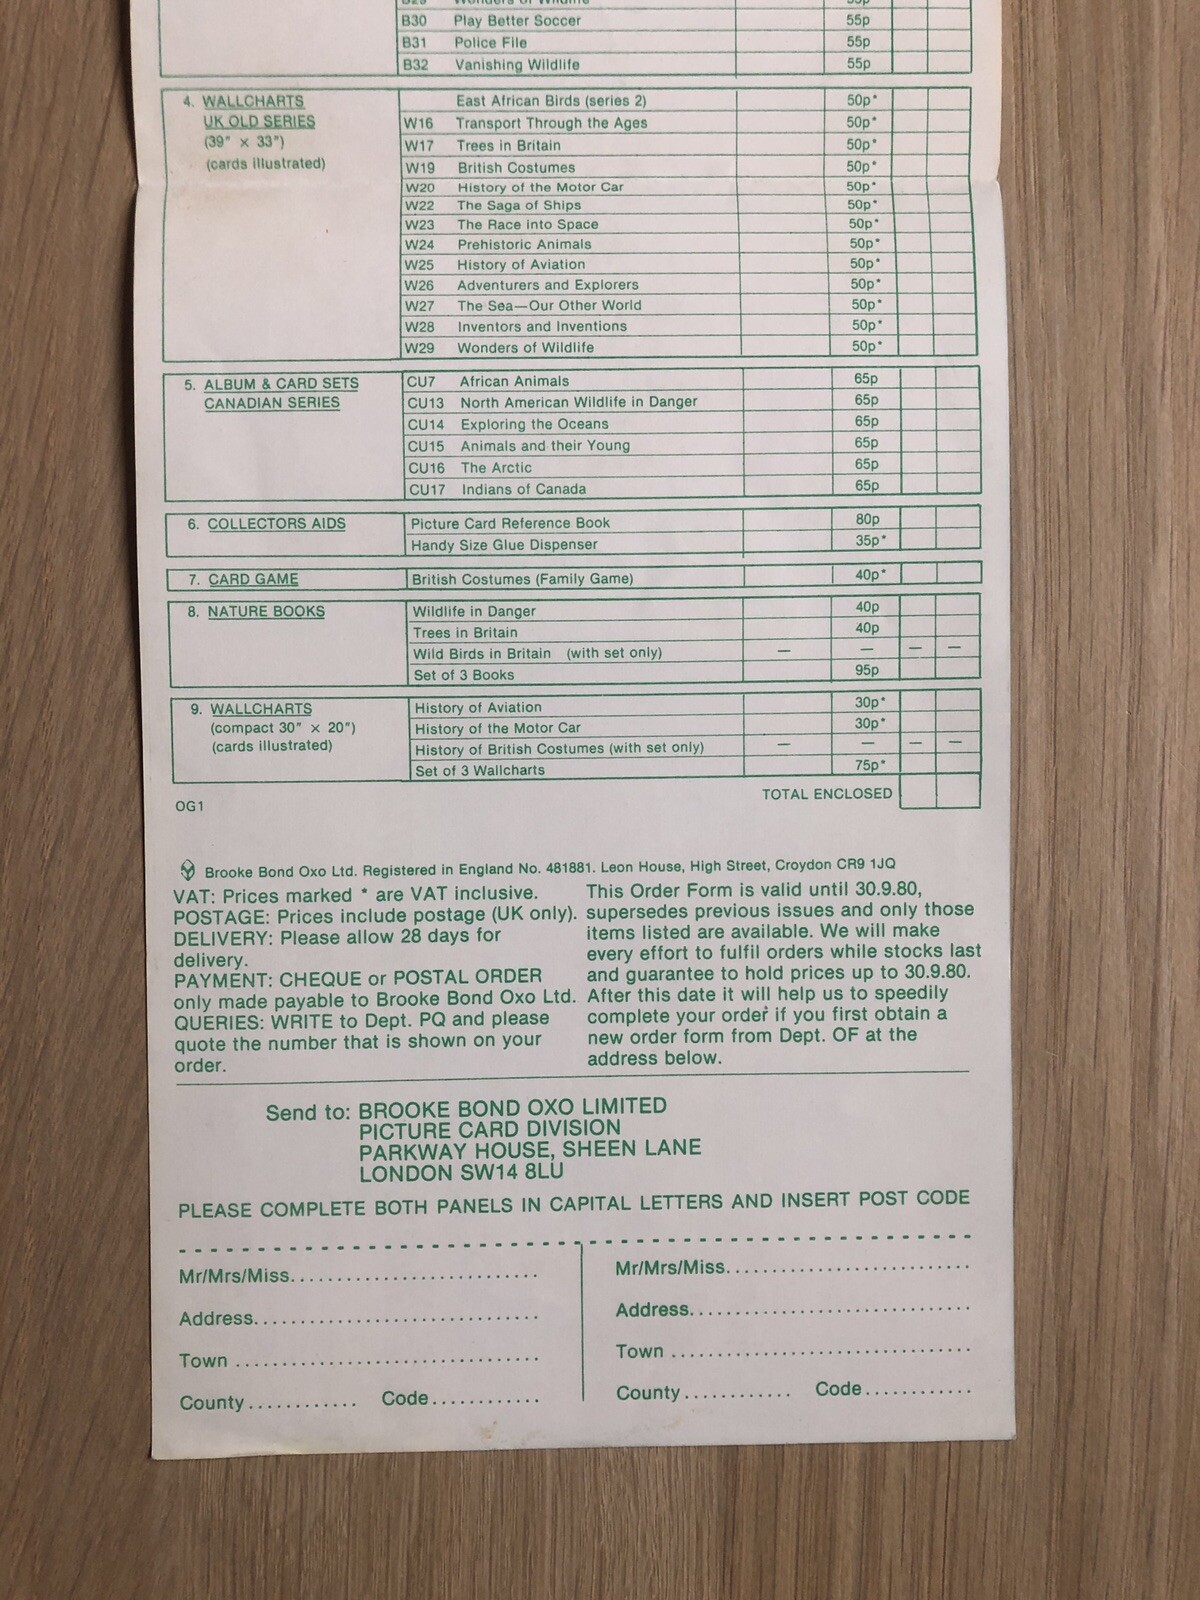 B29 Wonders of Wildlife 55p
B30 Play Better Soccer 55p
B31 Police File 55p
B32 Vanishing Wildlife 55p
4. WALLCHARTS
UK OLD SERIES
(39" × 33")
(cards illustrated)
East African Birds (series 2) 50p*
W16 Transport Through the Ages 50p*
W17 Trees in Britain 50p*
W19 British Costumes 50p*
W20 History of the Motor Car 50p*
W22 The Saga of Ships 50p*
W23 The Race into Space 50p*
W24 Prehistoric Animals 50p*
W25 History of Aviation 50p*
W26 Adventurers and Explorers 50p*
W27 The Sea—Our Other World 50p*
W28 Inventors and Inventions 50p*
W29 Wonders of Wildlife 50p*
5. ALBUM & CARD SETS
CANADIAN SERIES
CU7 African Animals 65p
CU13 North American Wildlife in Danger 65p
CU14 Exploring the Oceans 65p
CU15 Animals and their Young 65p
CU16 The Arctic 65p
CU17 Indians of Canada 65p
6. COLLECTORS AIDS
Picture Card Reference Book 80p
Handy Size Glue Dispenser 35p*
7. CARD GAME
British Costumes (Family Game) 40p*
8. NATURE BOOKS
Wildlife in Danger 40p
Trees in Britain 40p
Wild Birds in Britain (with set only) — — — —
Set of 3 Books 95p
9. WALLCHARTS
(compact 30" × 20")
(cards illustrated)
History of Aviation 30p*
History of the Motor Car 30p*
History of British Costumes (with set only) — — — —
Set of 3 Wallcharts 75p*
OG1
TOTAL ENCLOSED
Brooke Bond Oxo Ltd. Registered in England No. 481881. Leon House, High Street, Croydon CR9 1JQ
VAT: Prices marked * are VAT inclusive.
POSTAGE: Prices include postage (UK only).
DELIVERY: Please allow 28 days for
delivery.
PAYMENT: CHEQUE or POSTAL ORDER
only made payable to Brooke Bond Oxo Ltd.
QUERIES: WRITE to Dept. PQ and please
quote the number that is shown on your
order.
This Order Form is valid until 30.9.80,
supersedes previous issues and only those
items listed are available. We will make
every effort to fulfil orders while stocks last
and guarantee to hold prices up to 30.9.80.
After this date it will help us to speedily
complete your order if you first obtain a
new order form from Dept. OF at the
address below.
Send to: BROOKE BOND OXO LIMITED
PICTURE CARD DIVISION
PARKWAY HOUSE, SHEEN LANE
LONDON SW14 8LU
PLEASE COMPLETE BOTH PANELS IN CAPITAL LETTERS AND INSERT POST CODE
Mr/Mrs/Miss..........................
Address..............................
Town ................................
County............ Code............
Mr/Mrs/Miss..........................
Address..............................
Town ................................
County............ Code............